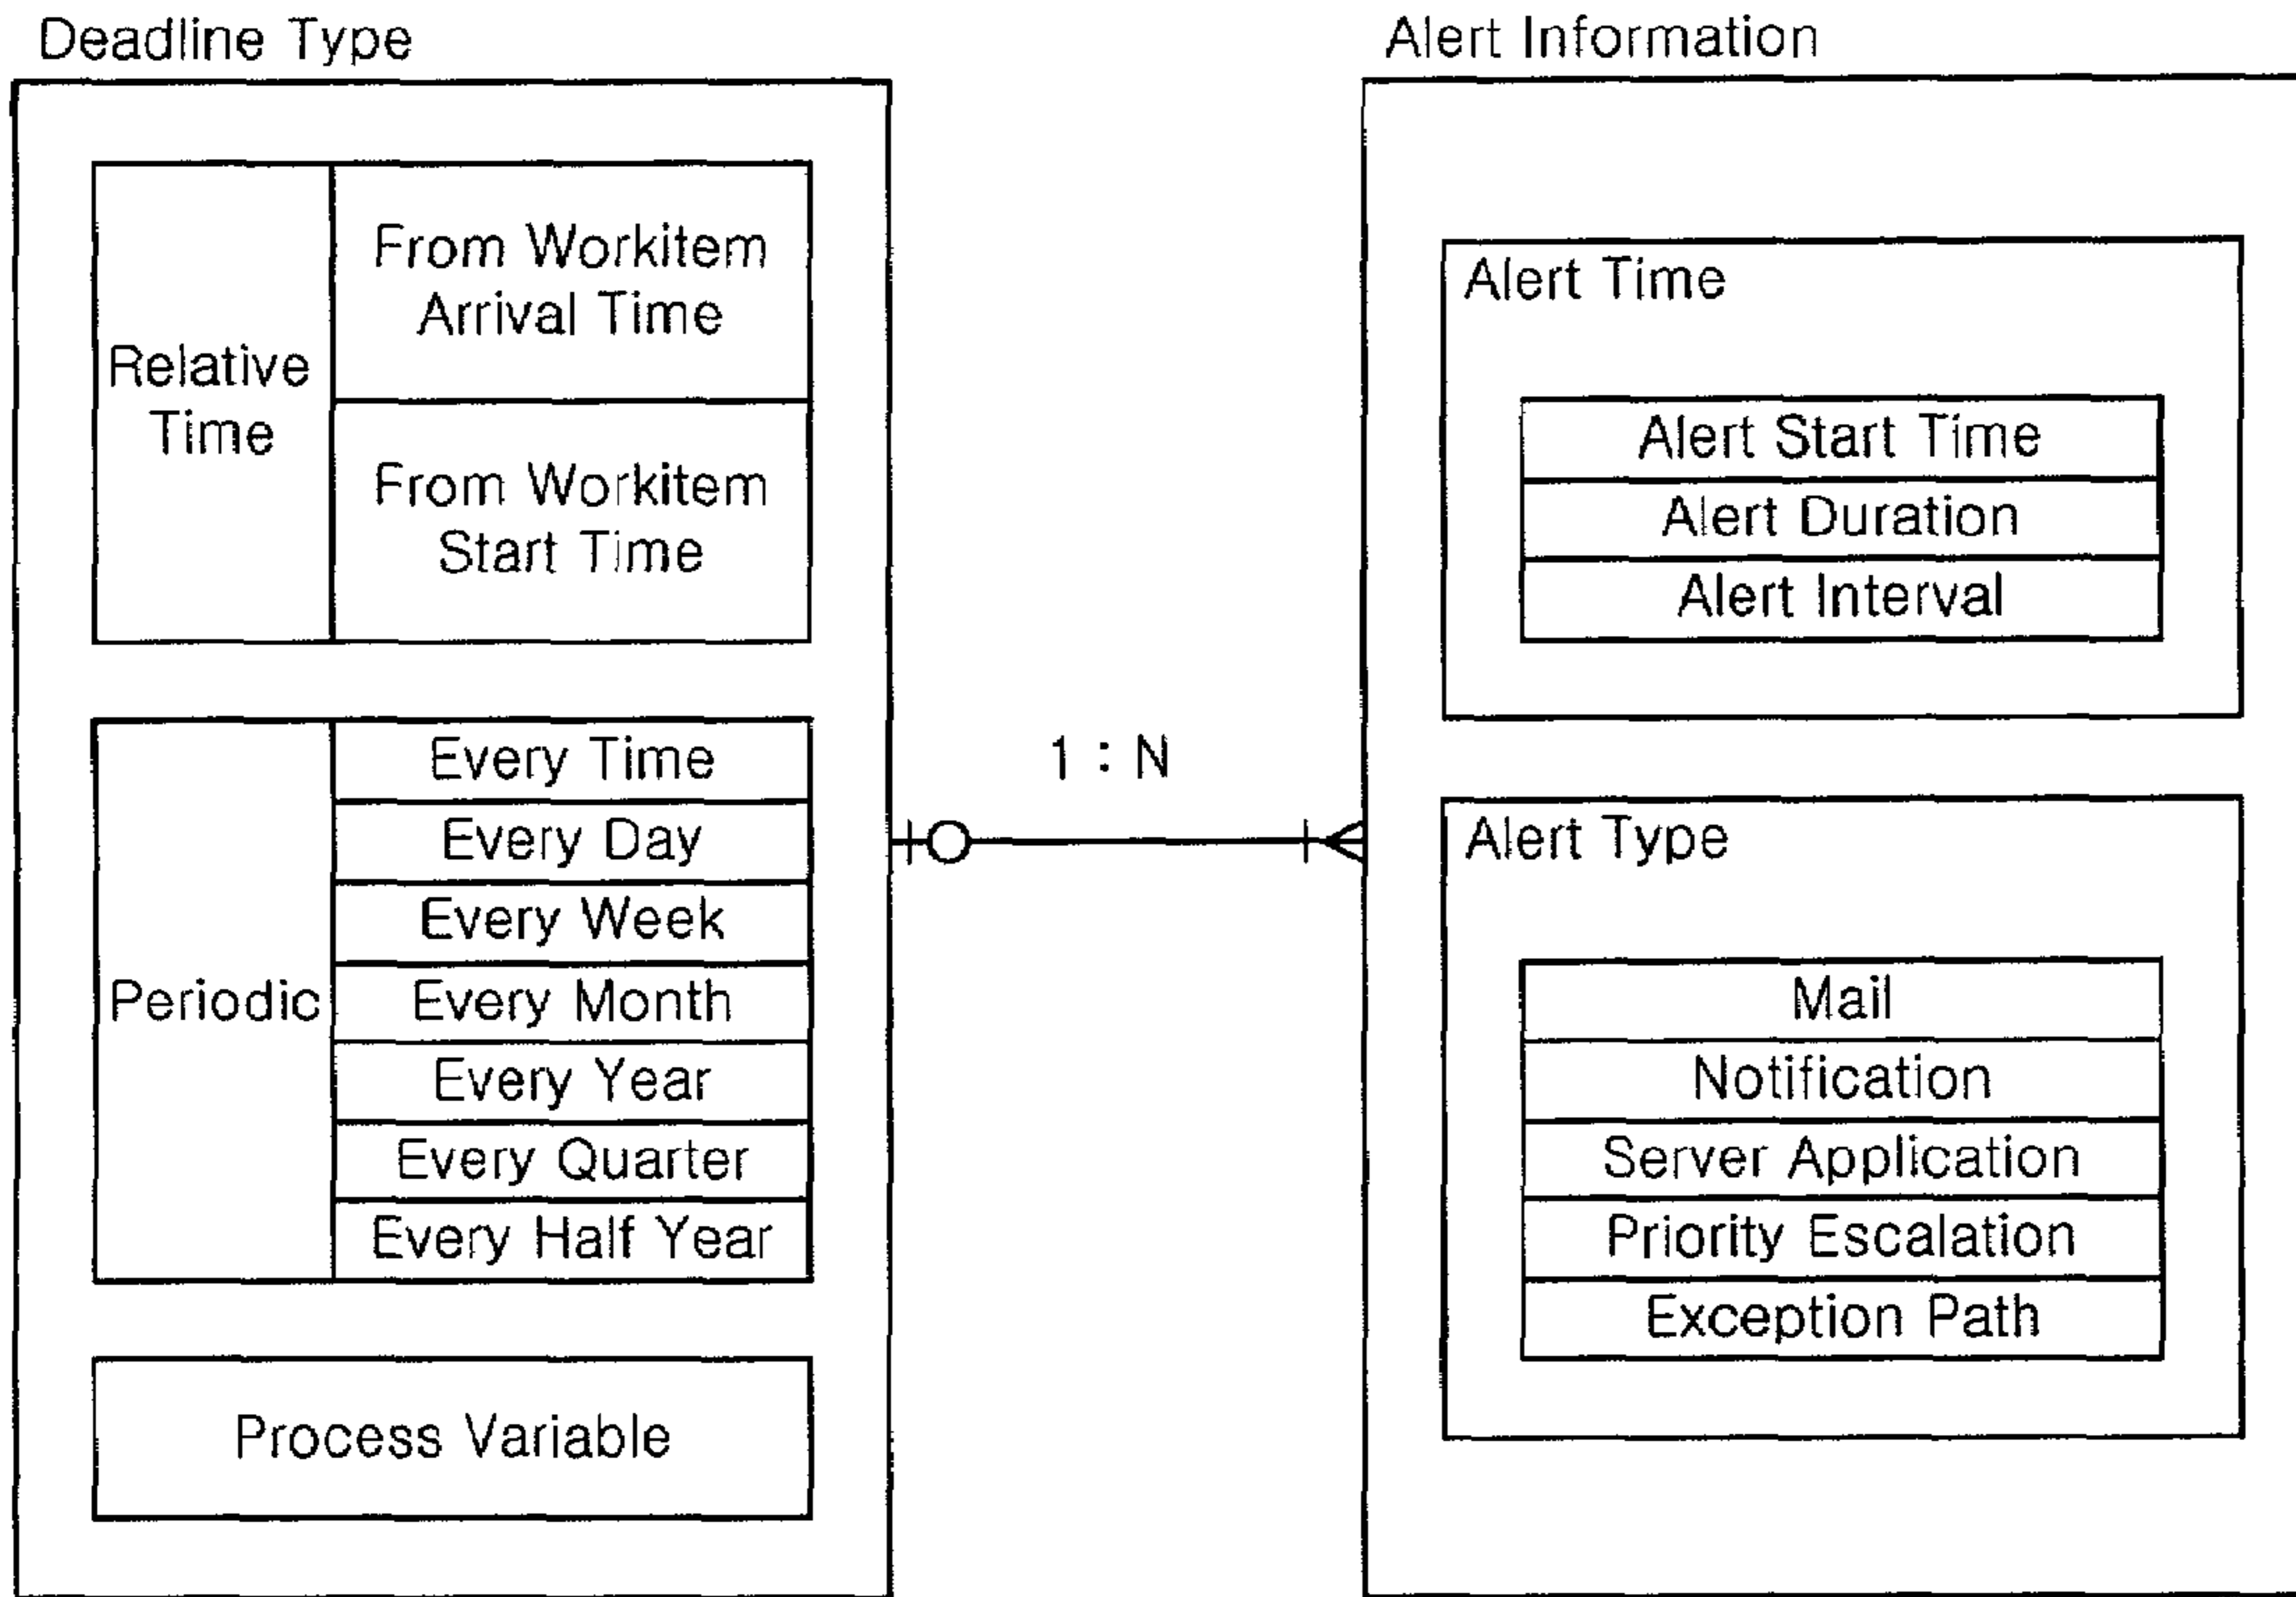 Deadline Type
Relative
Time
From Workitem
Arrival Time
From Workitem
Start Time
Periodic
Every Time
Every Day
Every Week
Every Month
Every Year
Every Quarter
Every Half Year
Process Variable
1 : N
Alert Information
Alert Time
Alert Start Time
Alert Duration
Alert Interval
Alert Type
Mail
Notification
Server Application
Priority Escalation
Exception Path